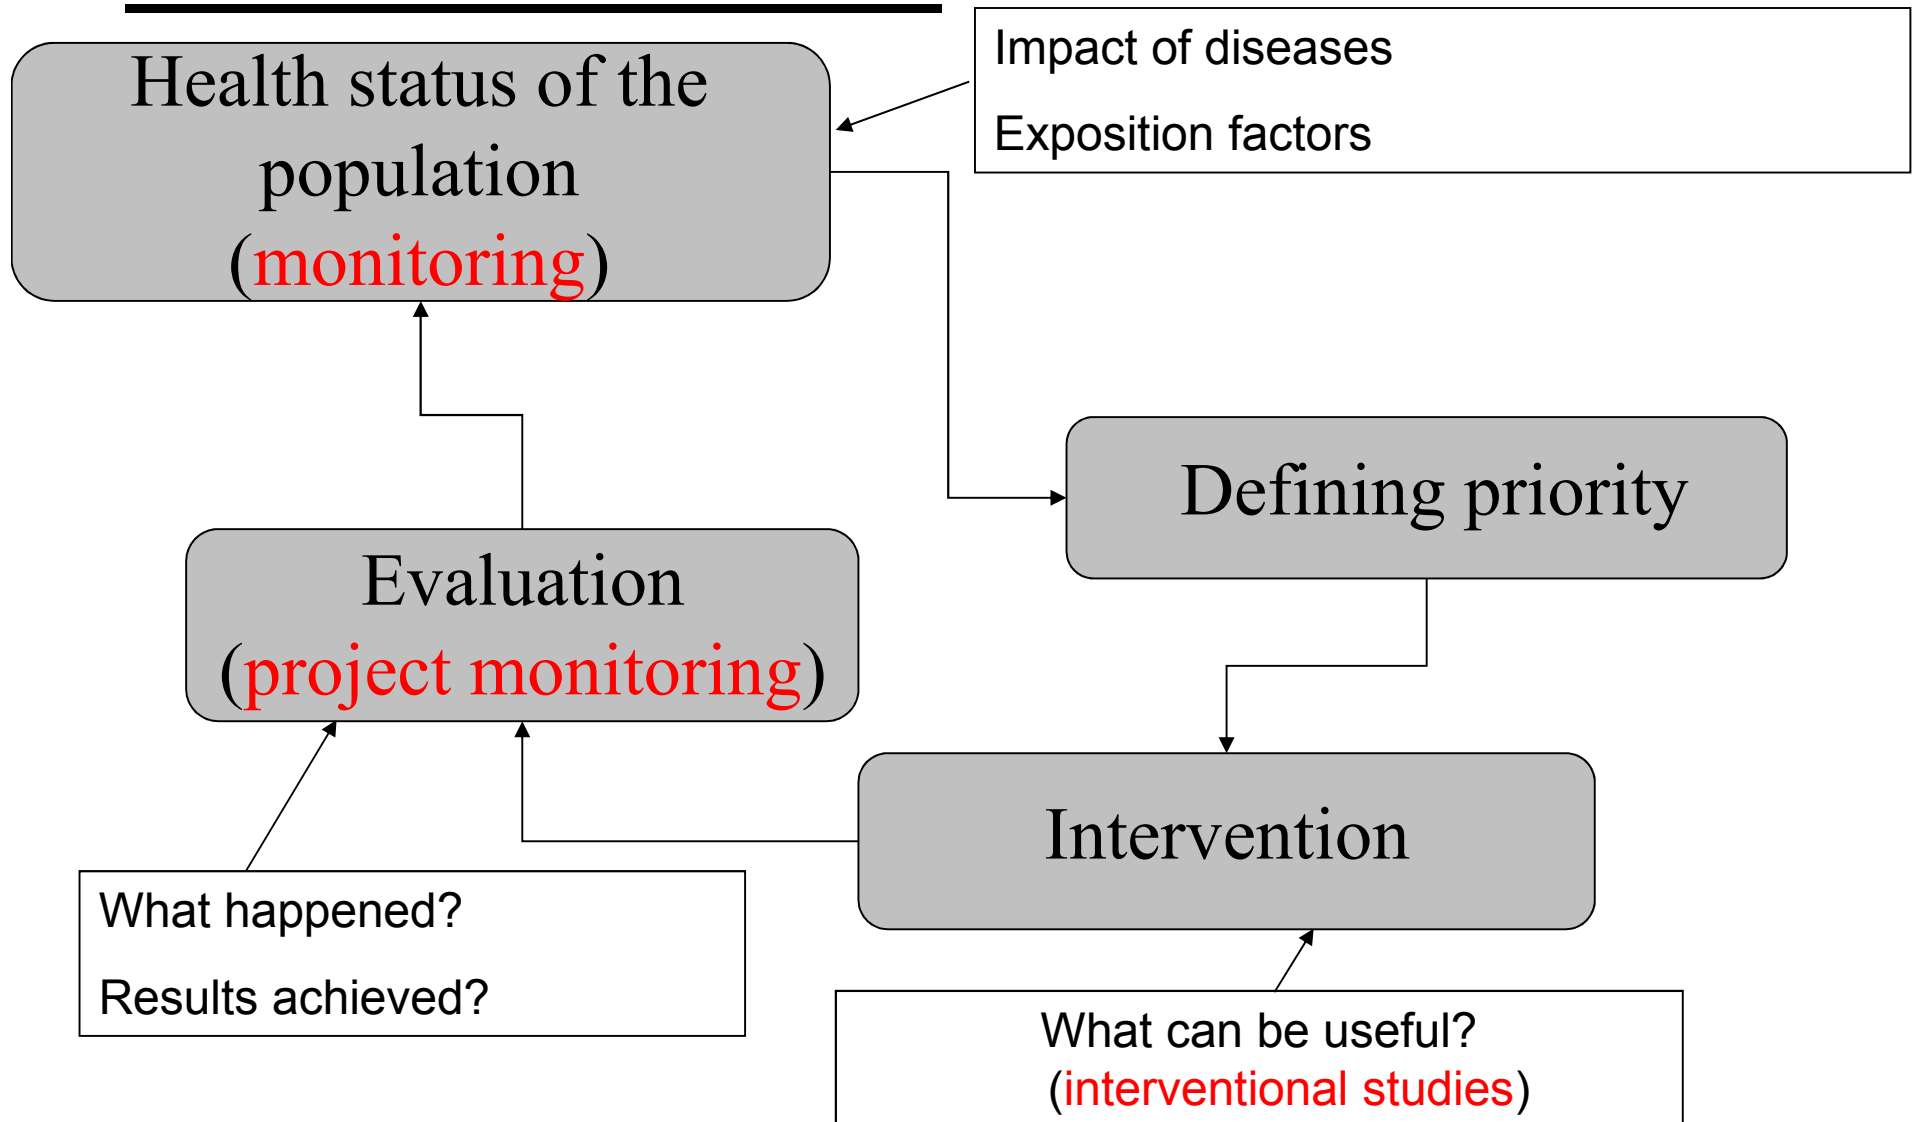 Health status of the
population
(monitoring)
Impact of diseases
Exposition factors
Defining priority
Evaluation
(project monitoring)
Intervention
What happened?
Results achieved?
What can be useful?
(interventional studies)